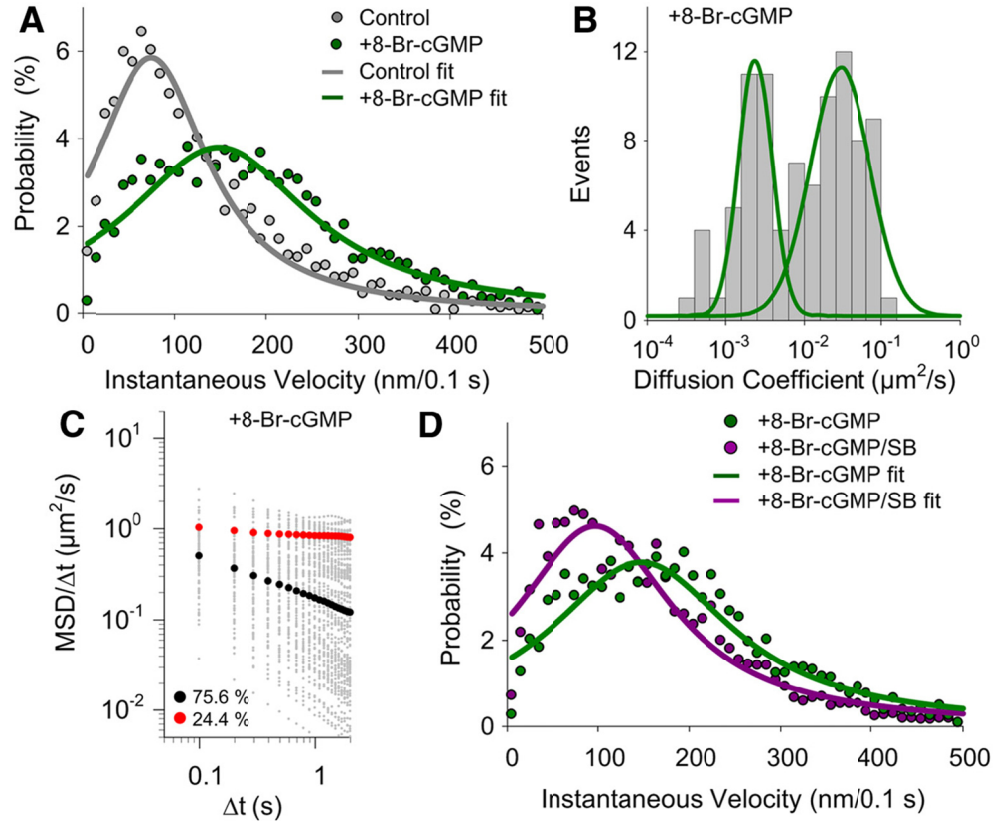 A
Control
+8-Br-cGMP
Control fit
+8-Br-cGMP fit
Probability (%)
6
4
2
0
0 100 200 300 400 500
Instantaneous Velocity (nm/0.1 s)
B
+8-Br-cGMP
Events
12
8
4
0
10-4 10-3 10-2 10-1 100
Diffusion Coefficient (µm2/s)
C
+8-Br-cGMP
MSD/Δt (µm2/s)
101
100
10-1
10-2
75.6 %
24.4 %
0.1 1
Δt (s)
D
+8-Br-cGMP
+8-Br-cGMP/SB
+8-Br-cGMP fit
+8-Br-cGMP/SB fit
Probability (%)
6
4
2
0
0 100 200 300 400 500
Instantaneous Velocity (nm/0.1 s)